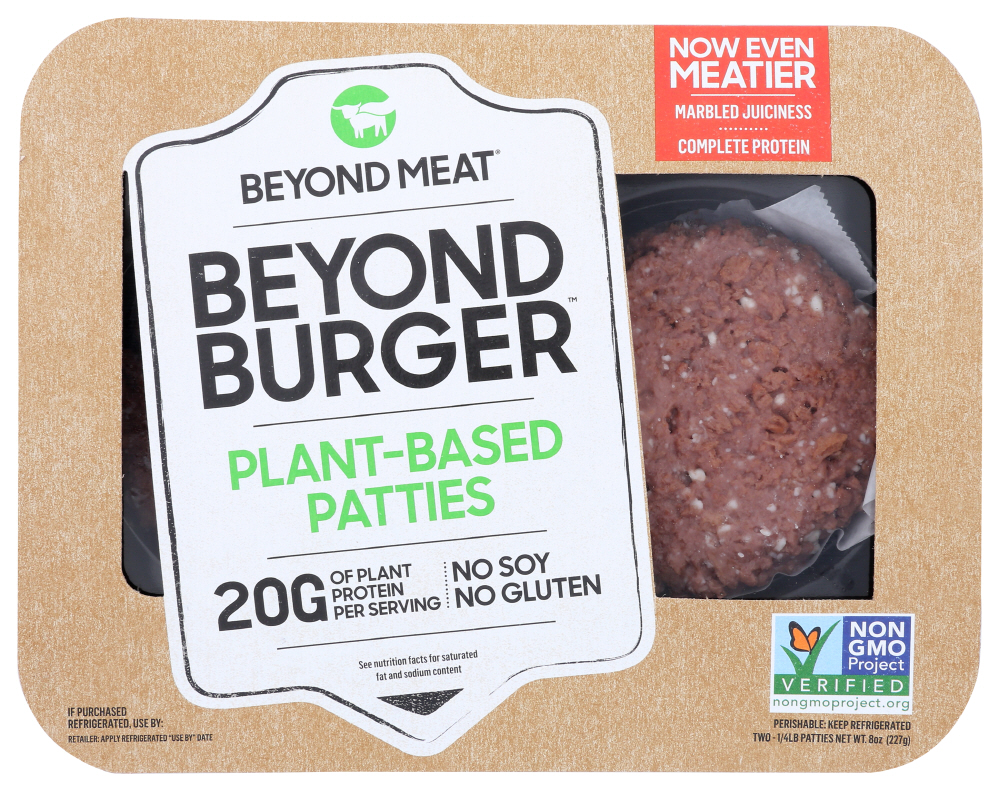 NOW EVEN
MEATIER
MARBLED JUICINESS
COMPLETE PROTEIN
BEYOND MEAT®
BEYOND
BURGER™
PLANT-BASED
PATTIES
20G OF PLANT PROTEIN PER SERVING
NO SOY
NO GLUTEN
See nutrition facts for saturated
fat and sodium content
NON
GMO
Project
VERIFIED
nongmoproject.org
IF PURCHASED
REFRIGERATED, USE BY:
RETAILER: APPLY REFRIGERATED "USE BY" DATE
PERISHABLE: KEEP REFRIGERATED
TWO - 1/4LB PATTIES NET WT. 8oz (227g)